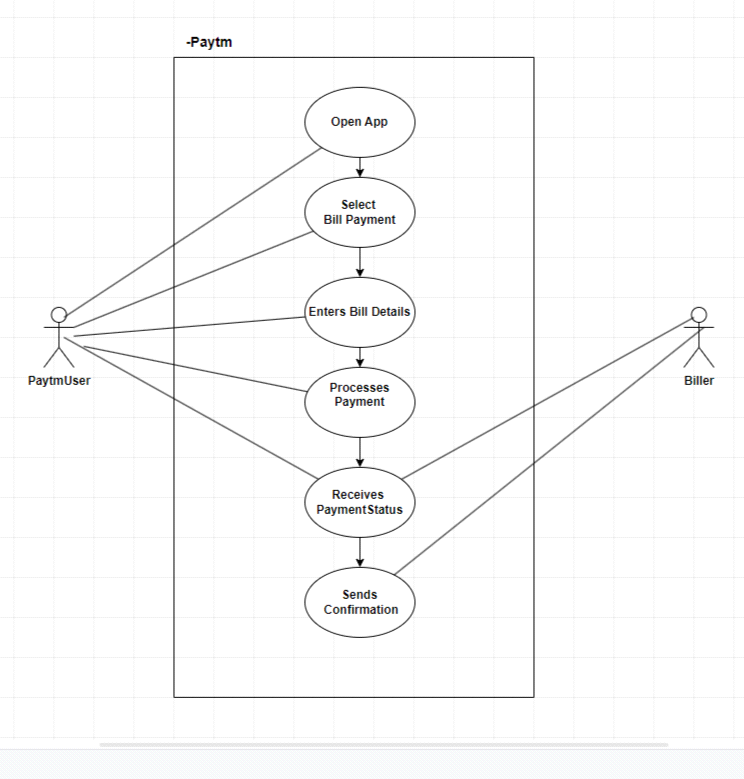 -Paytm
Open App
Select
Bill Payment
Enters Bill Details
Processes
Payment
Receives
PaymentStatus
Sends
Confirmation
PaytmUser
Biller